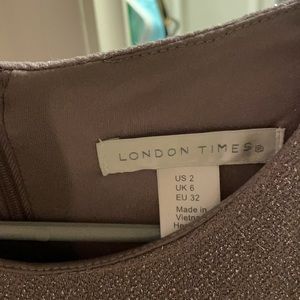 LONDON TIMES®
US 2
UK 6
EU 32
Made in